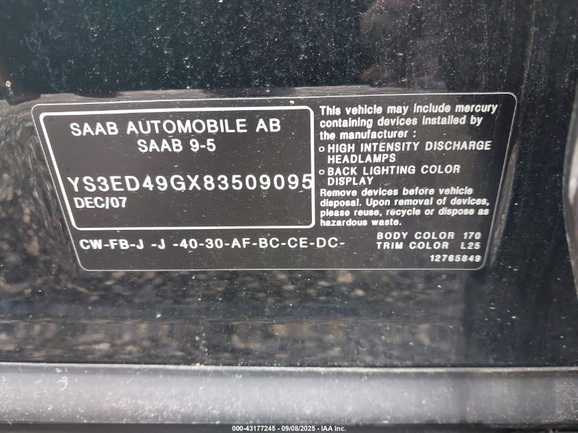 SAAB AUTOMOBILE AB
SAAB 9-5
YS3ED49GX83509095
DEC/07
CW-FB-J -J -40-30-AF-BC-CE-DC-
This vehicle may include mercury
containing devices installed by
the manufacturer :
o HIGH INTENSITY DISCHARGE
HEADLAMPS
o BACK LIGHTING COLOR
DISPLAY
Remove devices before vehicle
disposal. Upon removal of devices,
please reuse, recycle or dispose as
hazardous waste.
BODY COLOR 170
TRIM COLOR L25
12765849
000-43177245 - 09/08/2025 - IAA Inc.